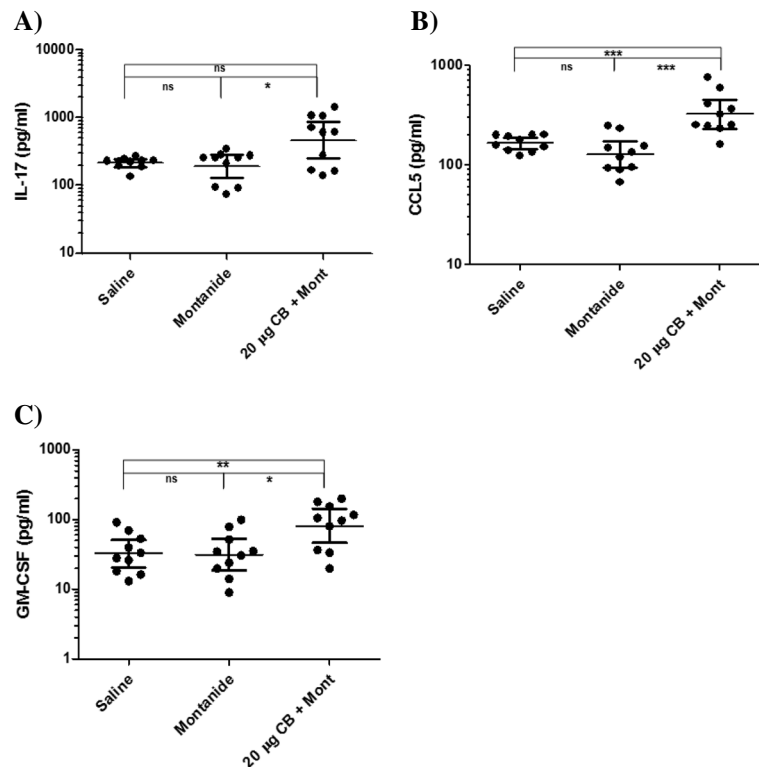 A)
IL-17 (pg/ml)
10000
1000
100
10
ns
ns
*
Saline
Montanide
20 µg CB + Mont
B)
CCL5 (pg/ml)
1000
100
10
***
ns
***
Saline
Montanide
20 µg CB + Mont
C)
GM-CSF (pg/ml)
1000
100
10
1
**
ns
*
Saline
Montanide
20 µg CB + Mont